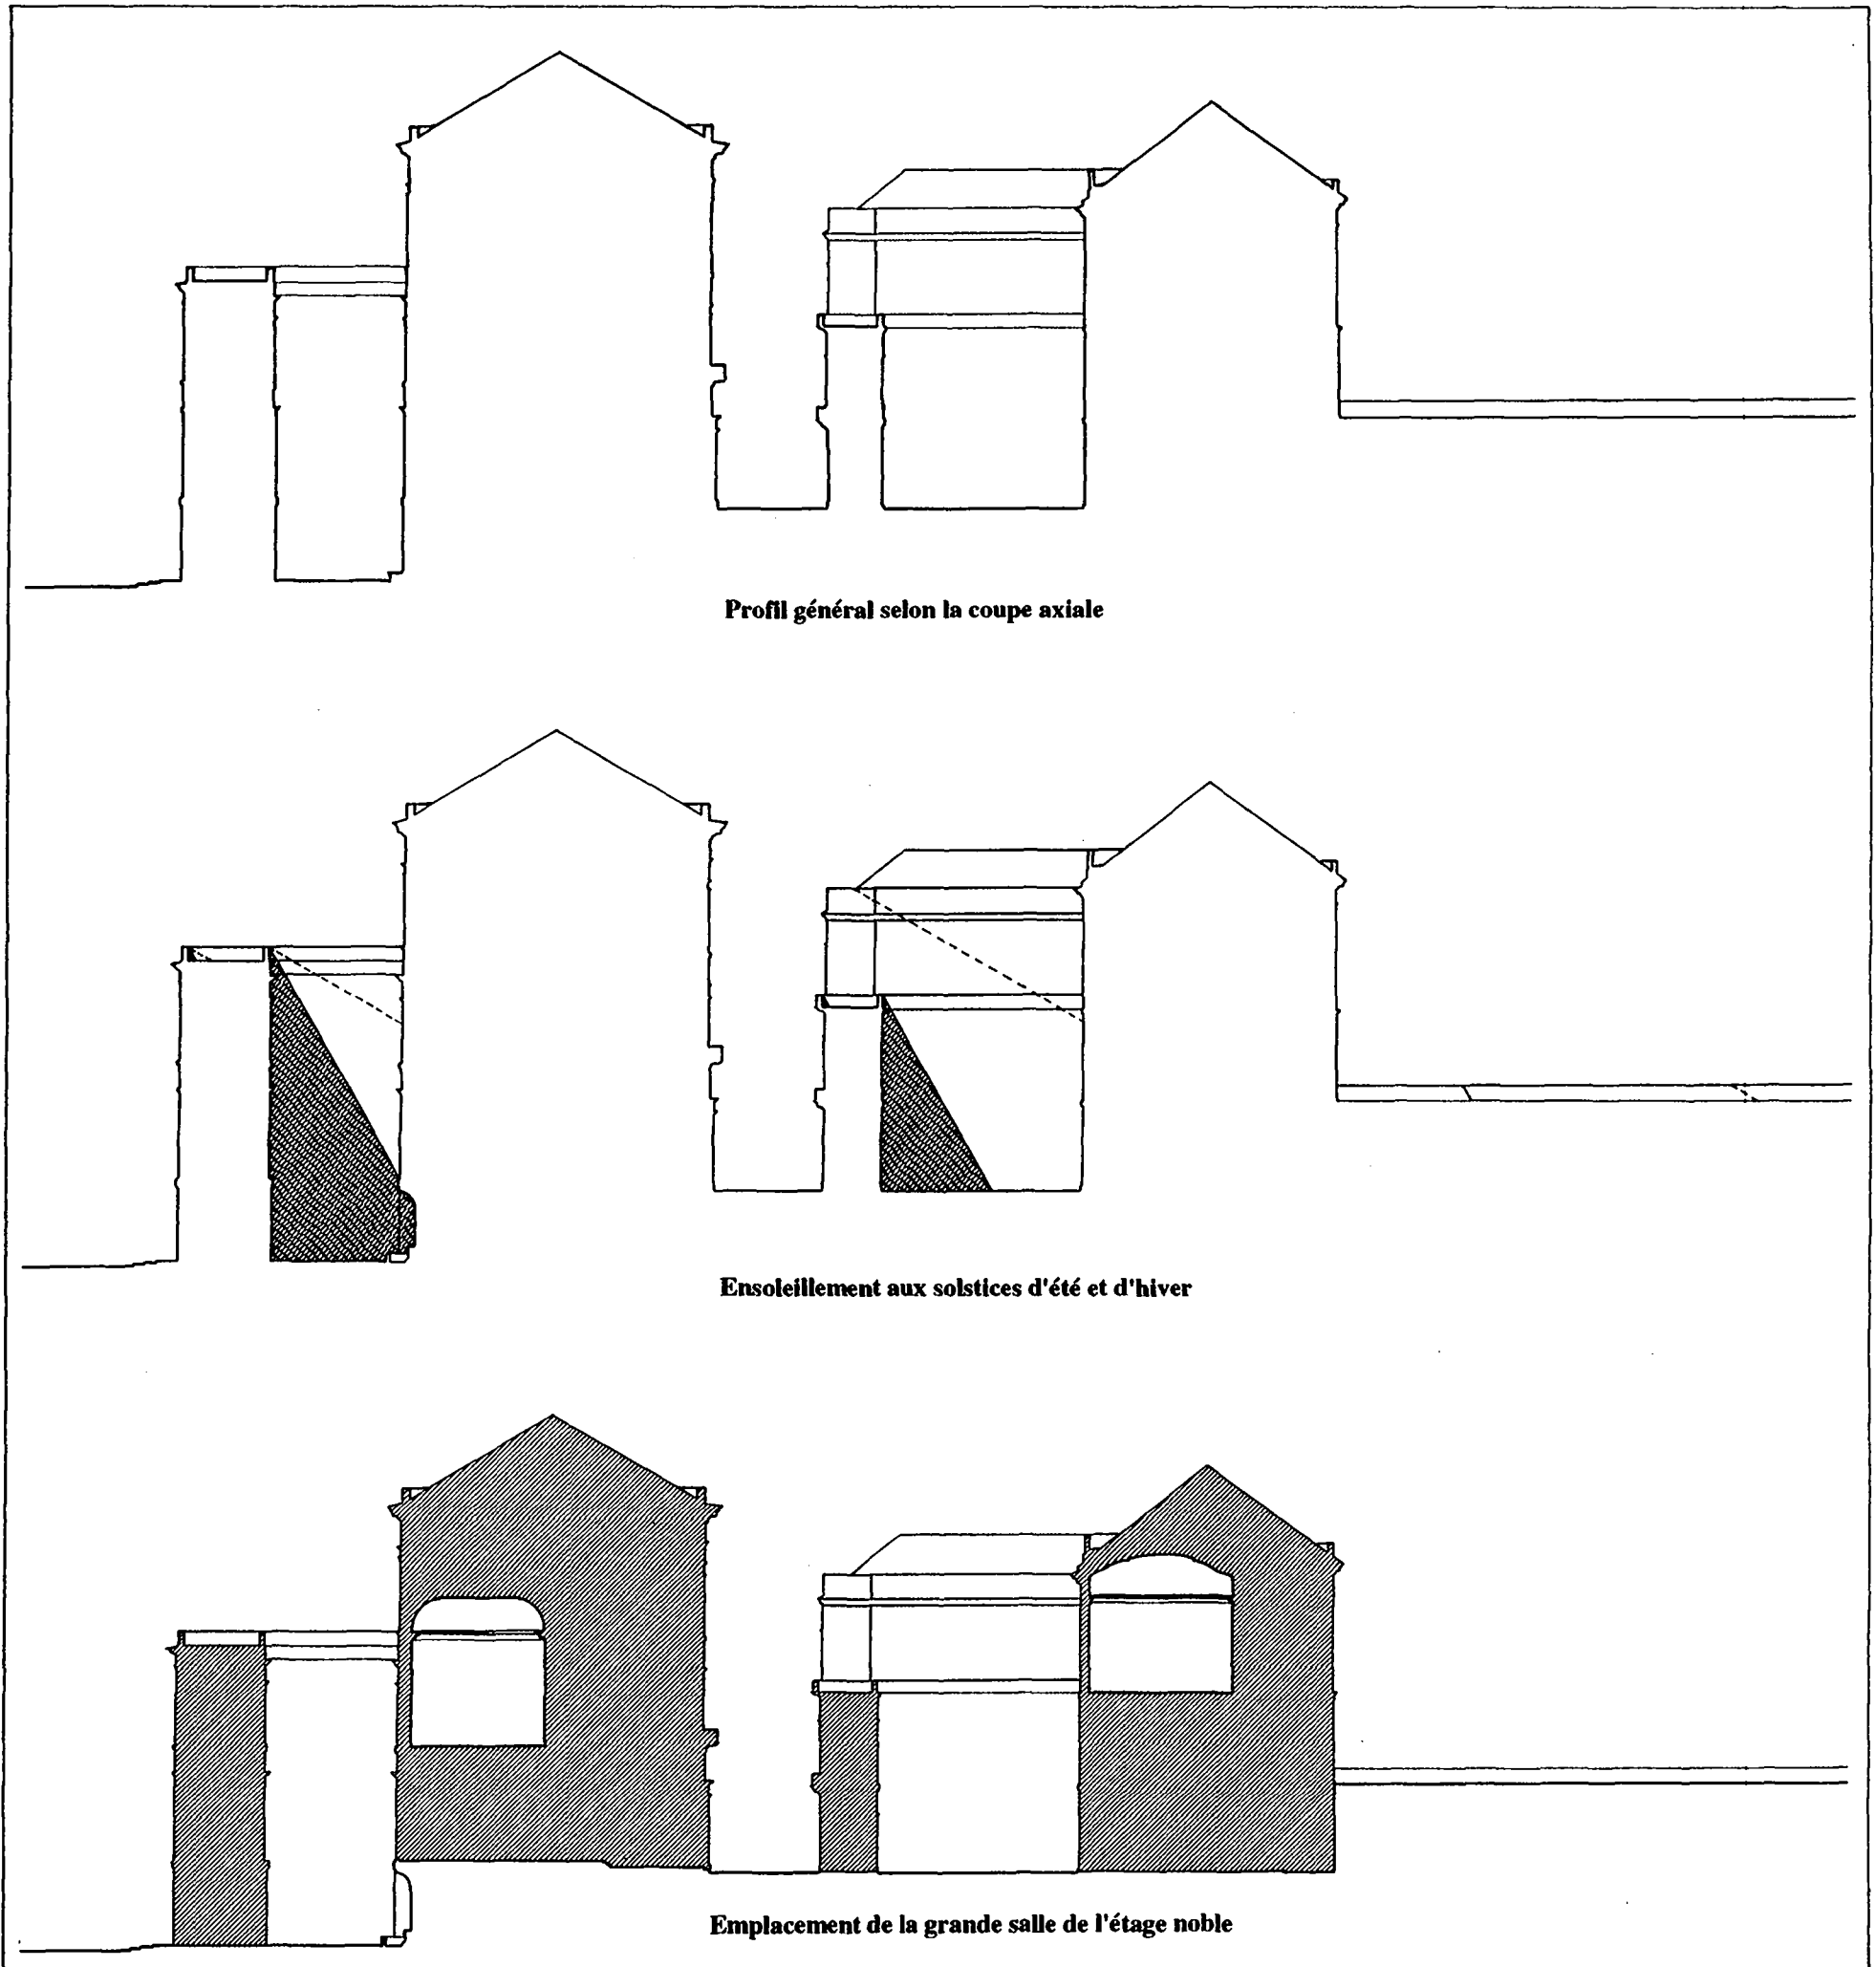 Profil général selon la coupe axiale
Ensoleillement aux solstices d'été et d'hiver
Emplacement de la grande salle de l'étage noble